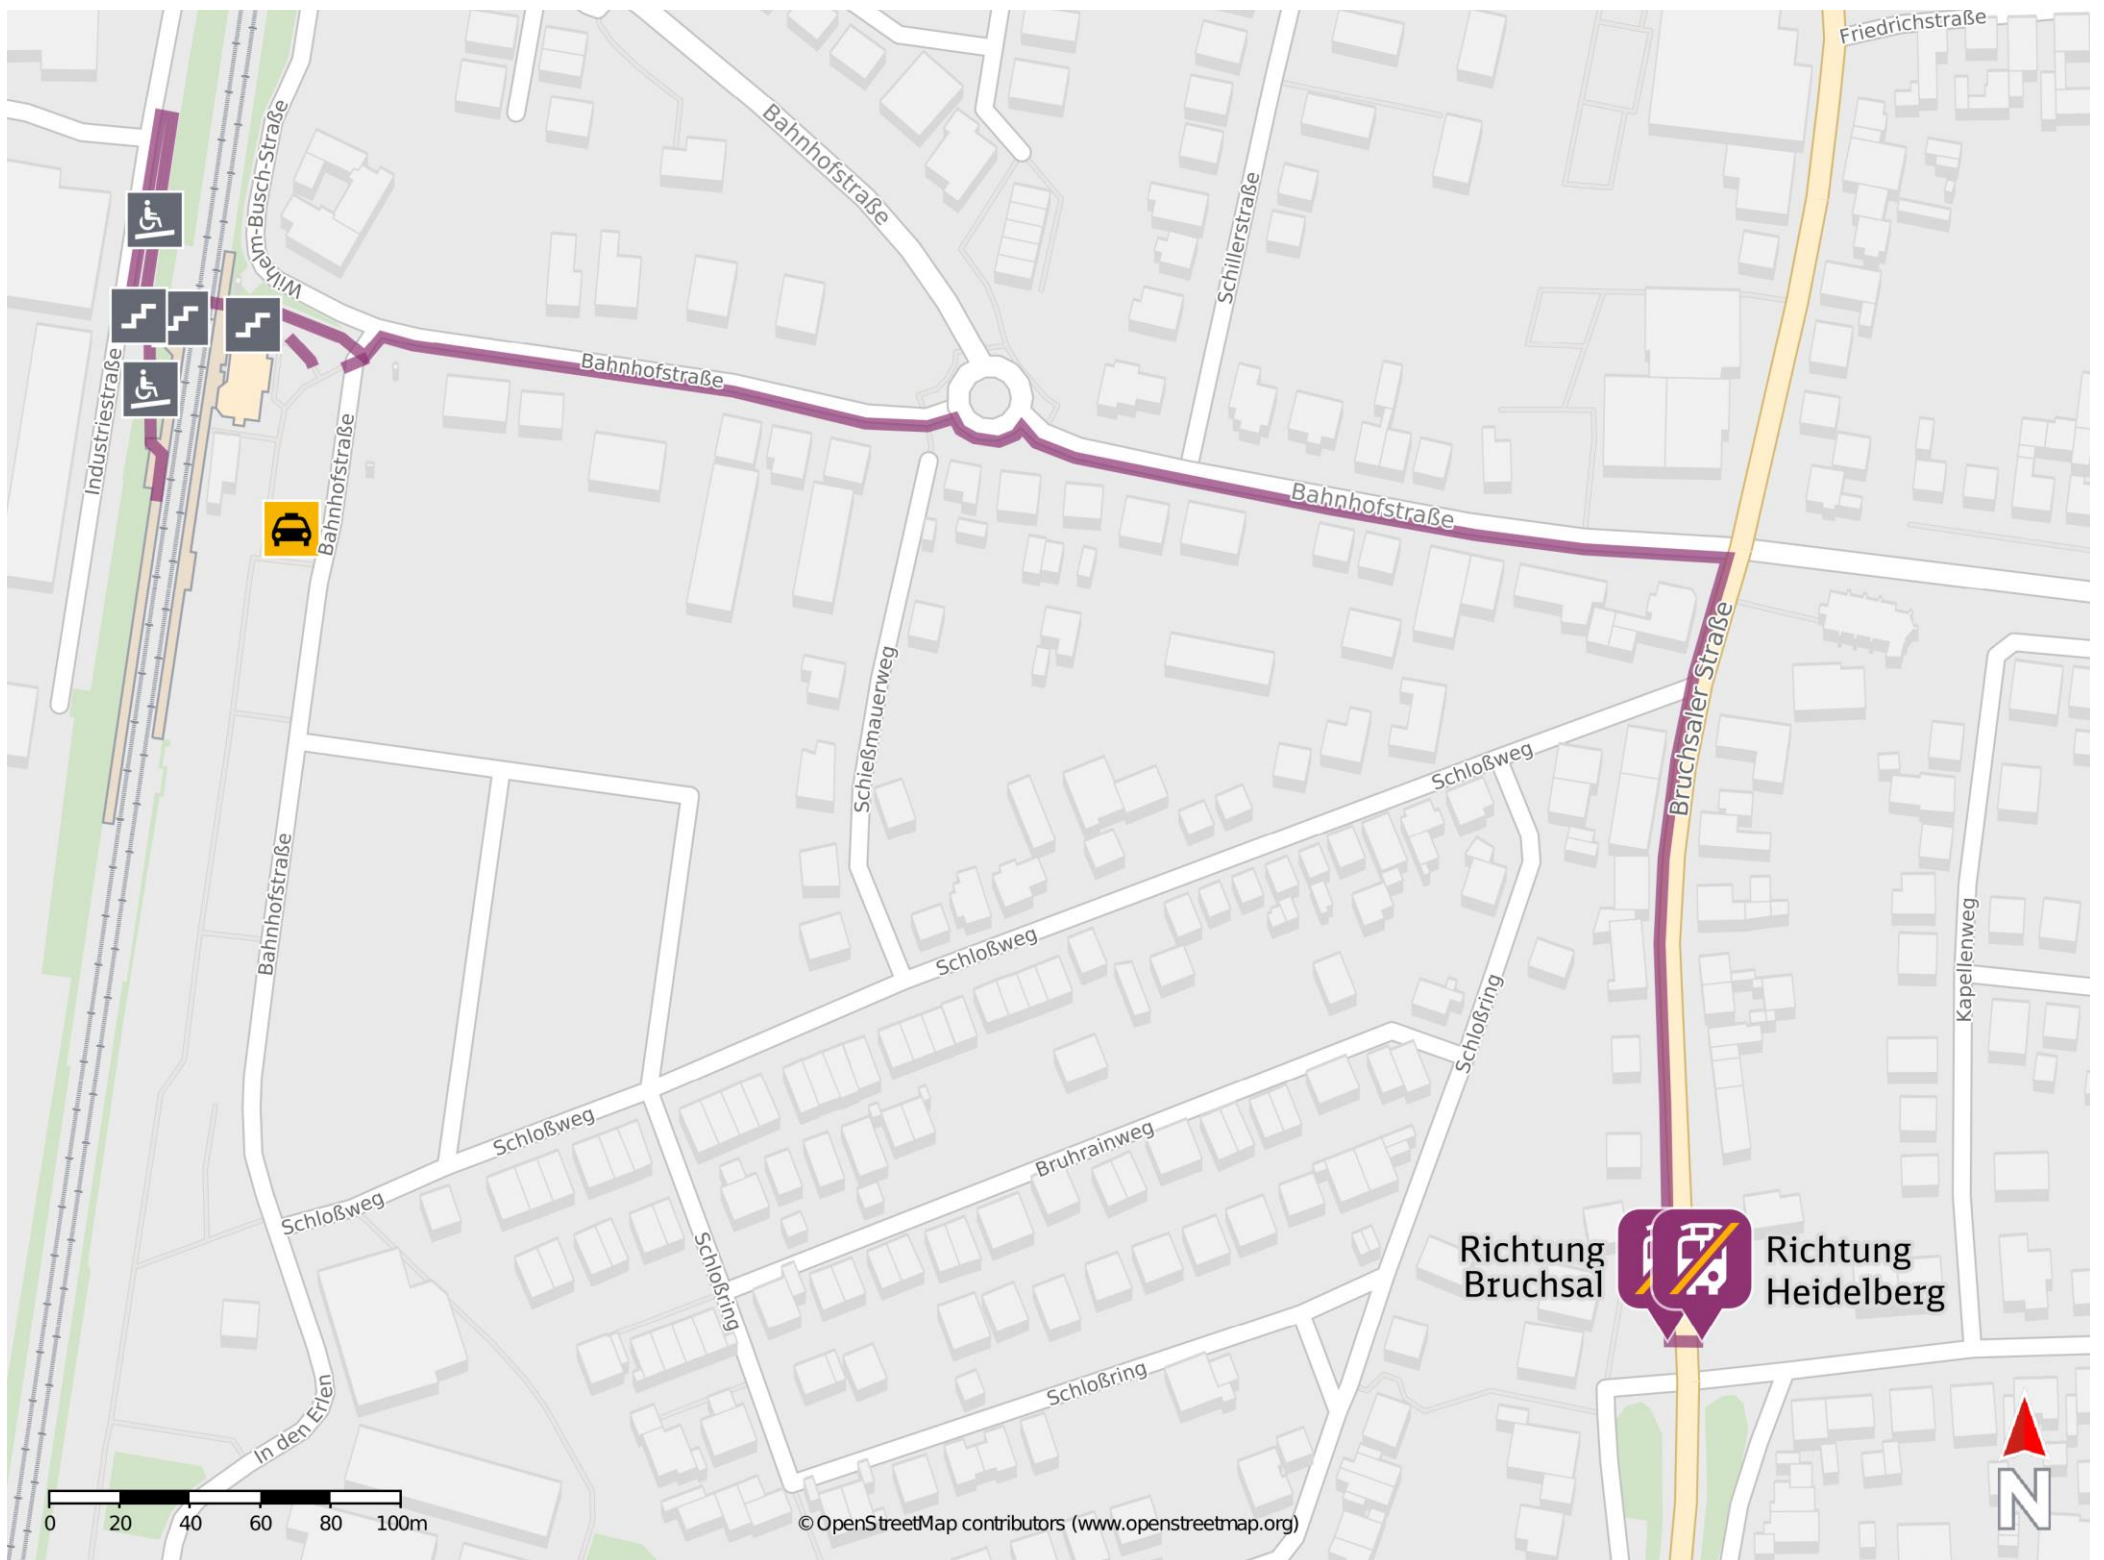 Friedrichstraße
Wilhelm-Busch-Straße
Bahnhofstraße
Schillerstraße
Industriestraße
Bahnhofstraße
Bahnhofstraße
Bahnhofstraße
Bruchsaler Straße
Schießmauerweg
Schloßweg
Bahnhofstraße
Schloßweg
Kapellenweg
Schloßring
Schloßweg
Bruhrainweg
Schloßweg
Schloßring
Richtung
Bruchsal
Richtung
Heidelberg
Schloßring
In den Erlen
N
0 20 40 60 80 100m
© OpenStreetMap contributors (www.openstreetmap.org)